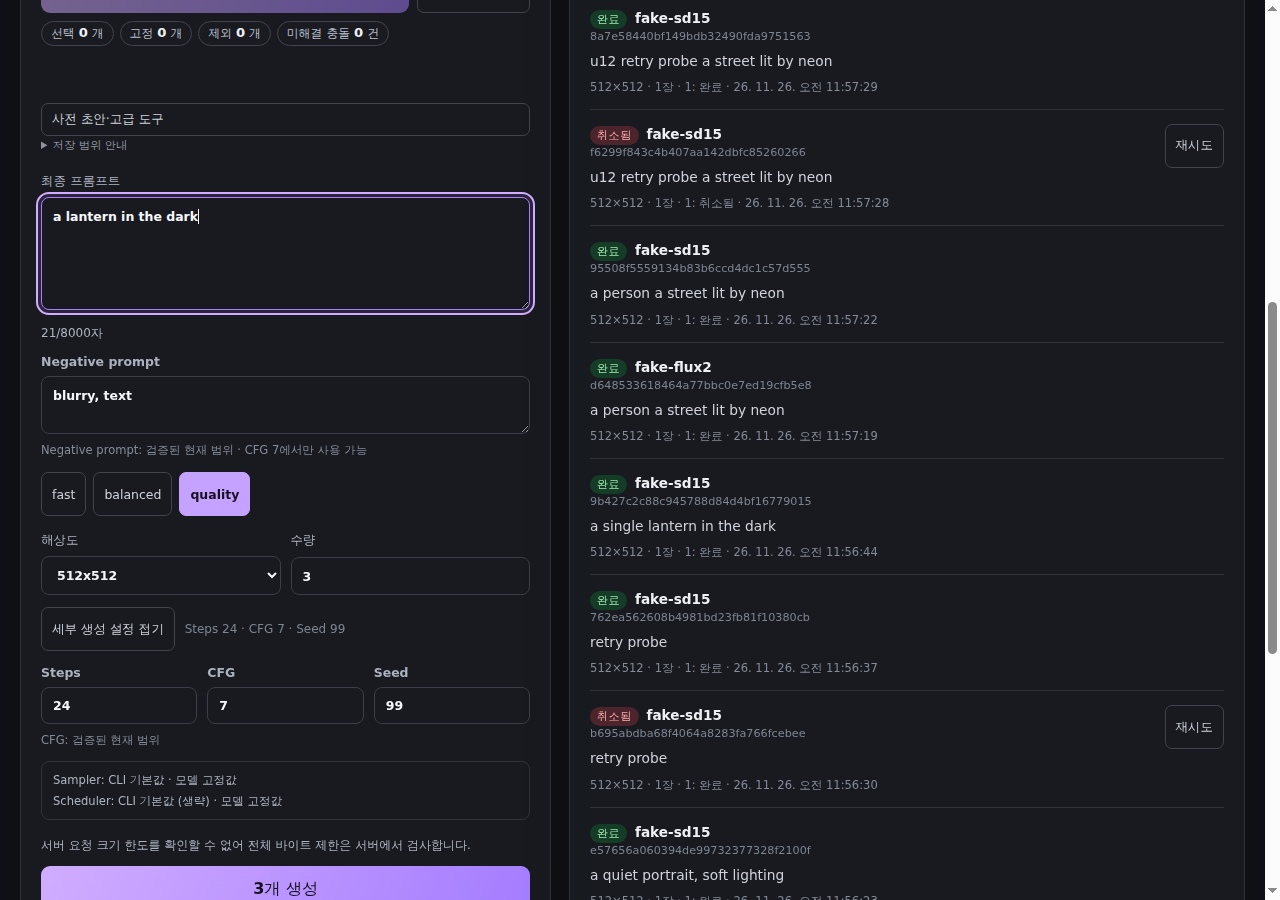 선택 0 개 고정 0 개 제외 0 개 미해결 충돌 0 건
사전 초안·고급 도구
▶ 저장 범위 안내
최종 프롬프트
a lantern in the dark
21/8000자
Negative prompt
blurry, text
Negative prompt: 검증된 현재 범위 · CFG 7에서만 사용 가능
fast balanced quality
해상도 수량
512x512 3
세부 생성 설정 접기 Steps 24 · CFG 7 · Seed 99
Steps CFG Seed
24 7 99
CFG: 검증된 현재 범위
Sampler: CLI 기본값 · 모델 고정값
Scheduler: CLI 기본값 (생략) · 모델 고정값
서버 요청 크기 한도를 확인할 수 없어 전체 바이트 제한은 서버에서 검사합니다.
3개 생성
완료 fake-sd15
8a7e58440bf149bdb32490fda9751563
u12 retry probe a street lit by neon
512×512 · 1장 · 1: 완료 · 26. 11. 26. 오전 11:57:29
취소됨 fake-sd15
f6299f843c4b407aa142dbfc85260266
재시도
u12 retry probe a street lit by neon
512×512 · 1장 · 1: 취소됨 · 26. 11. 26. 오전 11:57:28
완료 fake-sd15
95508f5559134b83b6ccd4dc1c57d555
a person a street lit by neon
512×512 · 1장 · 1: 완료 · 26. 11. 26. 오전 11:57:22
완료 fake-flux2
d648533618464a77bbc0e7ed19cfb5e8
a person a street lit by neon
512×512 · 1장 · 1: 완료 · 26. 11. 26. 오전 11:57:19
완료 fake-sd15
9b427c2c88c945788d84d4bf16779015
a single lantern in the dark
512×512 · 1장 · 1: 완료 · 26. 11. 26. 오전 11:56:44
완료 fake-sd15
762ea562608b4981bd23fb81f10380cb
retry probe
512×512 · 1장 · 1: 완료 · 26. 11. 26. 오전 11:56:37
취소됨 fake-sd15
b695abdba68f4064a8283fa766fcebee
재시도
retry probe
512×512 · 1장 · 1: 완료 · 26. 11. 26. 오전 11:56:30
완료 fake-sd15
e57656a060394de99732377328f2100f
a quiet portrait, soft lighting
512×512 · 1장 · 1: 완료 · 26. 11. 26. 오전 11:56:23